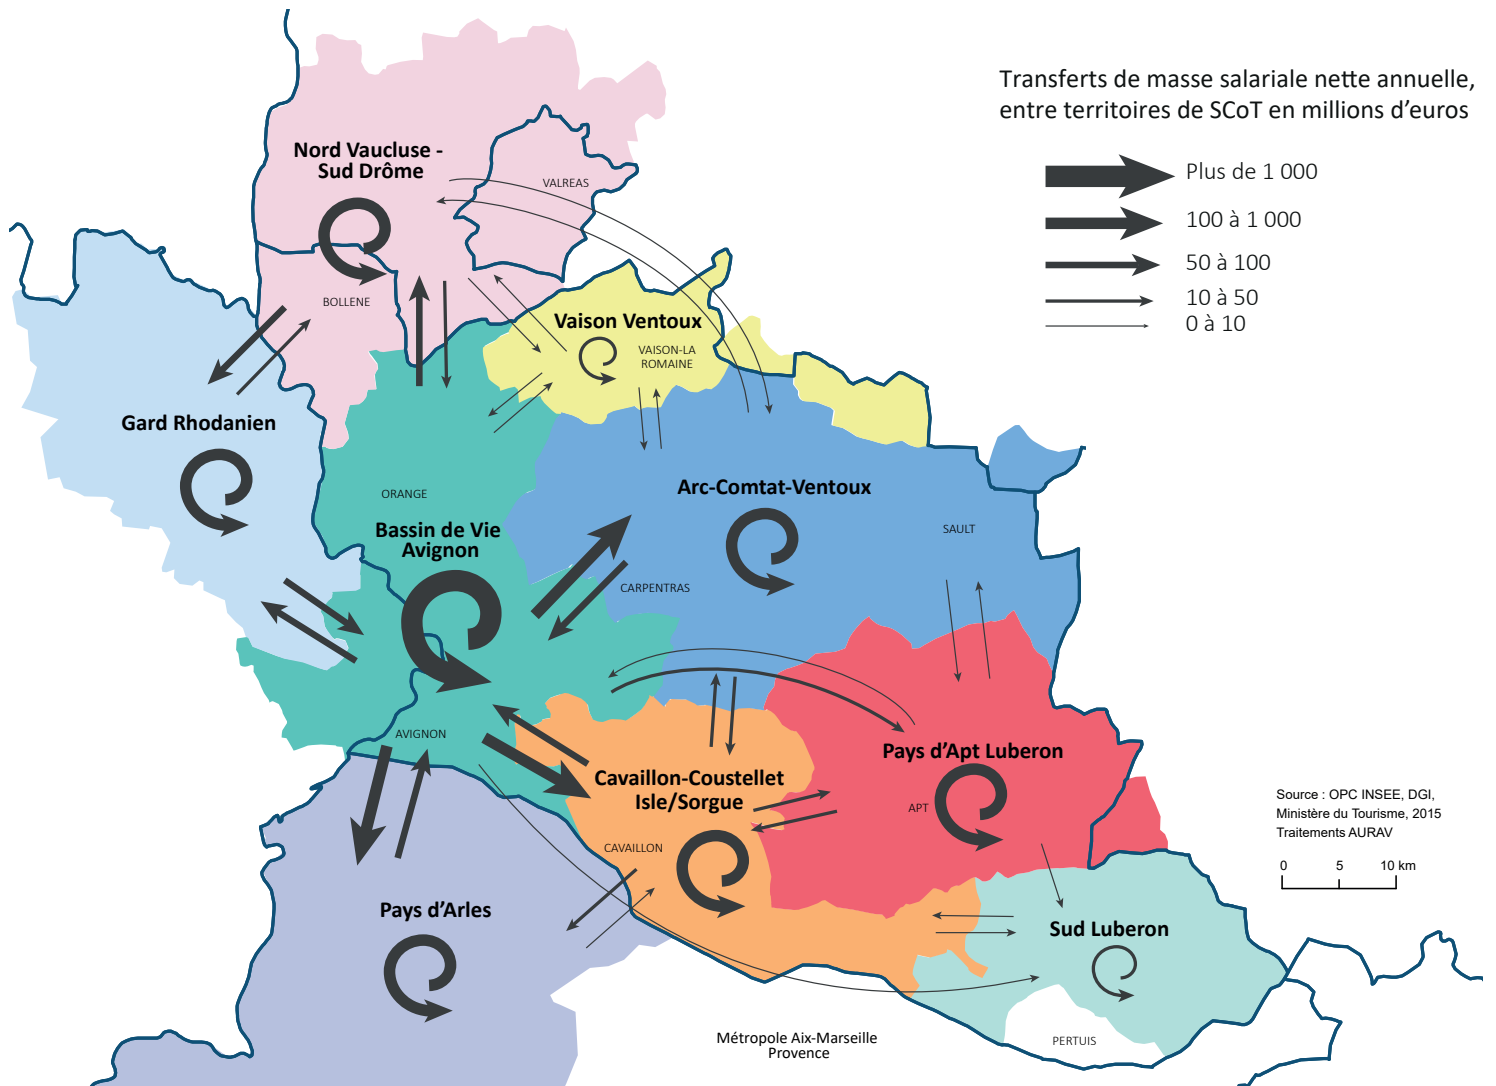 Transferts de masse salariale nette annuelle,
entre territoires de SCoT en millions d’euros
Plus de 1 000
100 à 1 000
50 à 100
10 à 50
0 à 10
Nord Vaucluse -
Sud Drôme
VALREAS
BOLLENE
Vaison Ventoux
VAISON-LA
ROMAINE
Gard Rhodanien
ORANGE
Bassin de Vie
Avignon
Arc-Comtat-Ventoux
SAULT
CARPENTRAS
AVIGNON
Cavaillon-Coustellet
Isle/Sorgue
CAVAILLON
Pays d’Apt Luberon
APT
Pays d’Arles
Sud Luberon
PERTUIS
Métropole Aix-Marseille
Provence
Source : OPC INSEE, DGI,
Ministère du Tourisme, 2015
Traitements AURAV
0 5 10 km